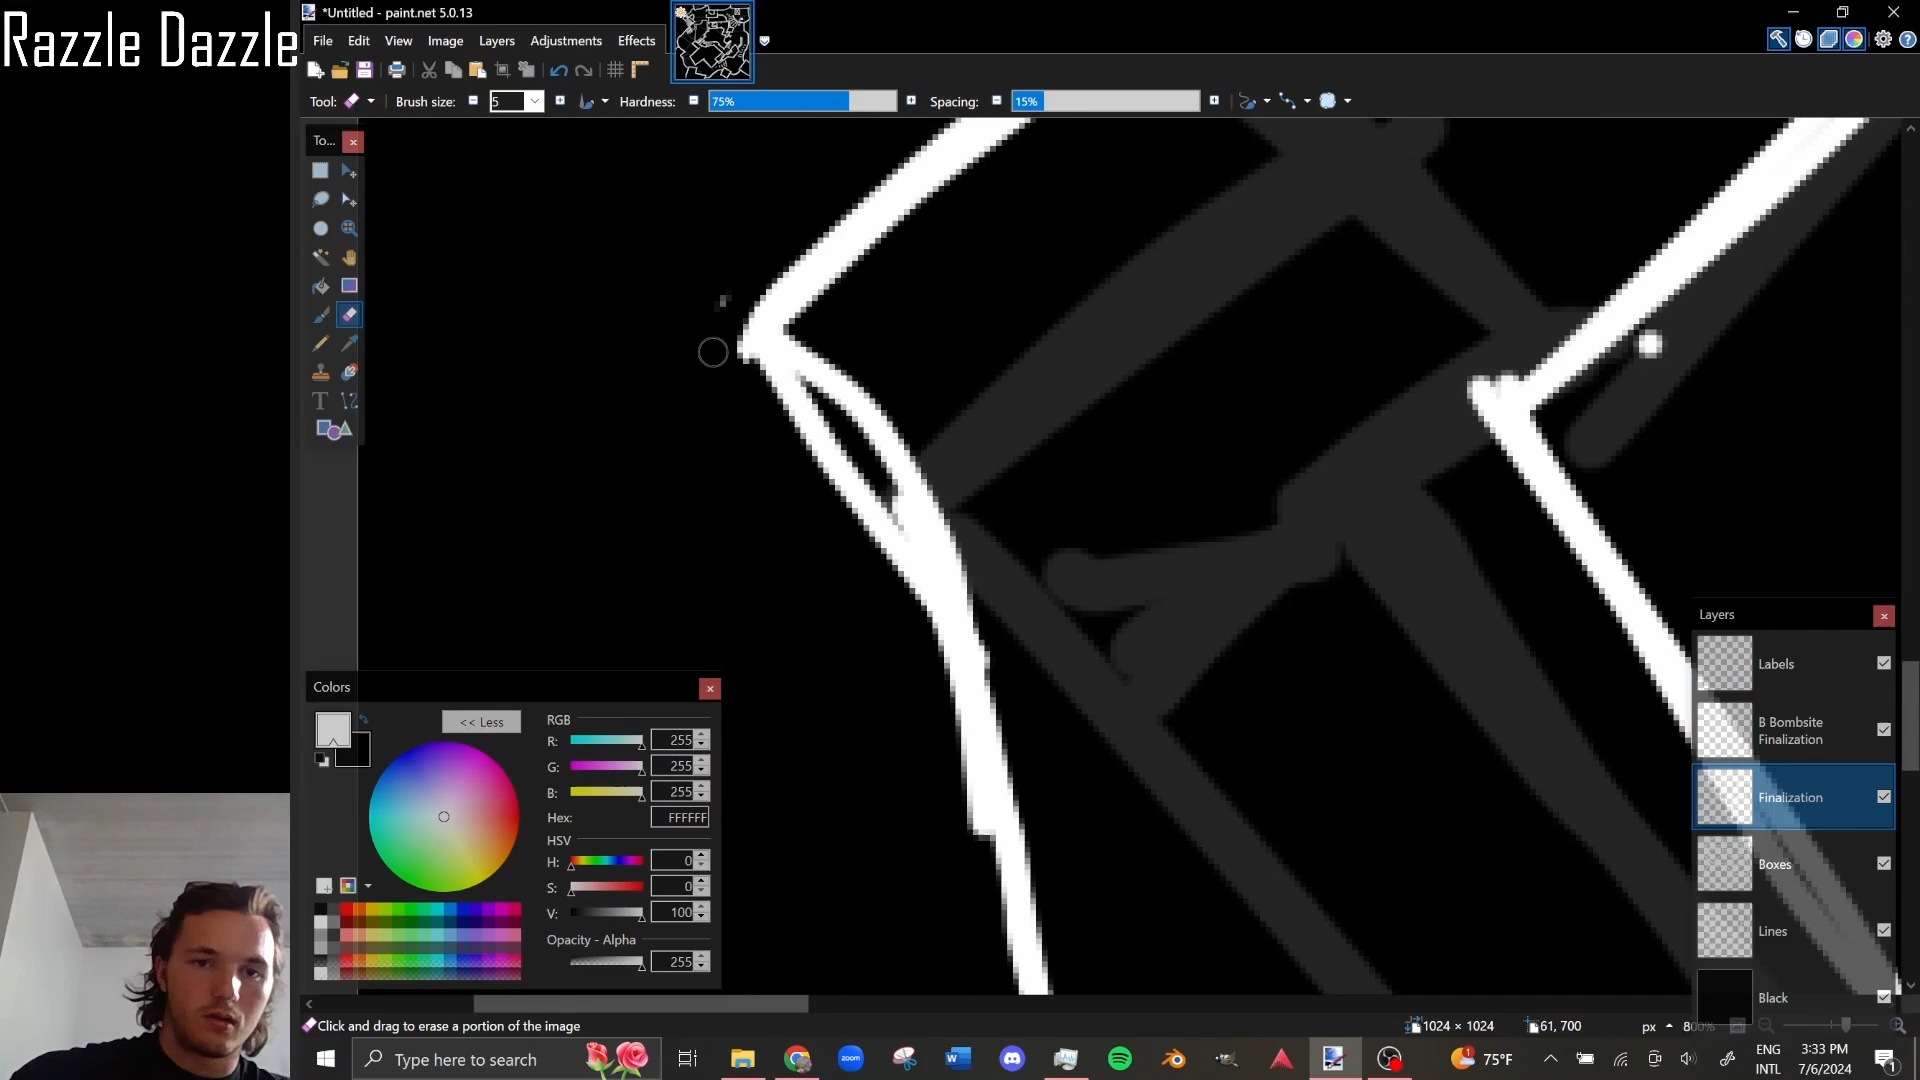 Razzle Dazzle
*Untitled - paint.net 5.0.13
File Edit View Image Layers Adjustments Effects
Tool: Brush size: 5 Hardness: 75% Spacing: 15%
To...
Colors
<< Less
RGB
R: 255
G: 255
B: 255
Hex: FFFFFF
HSV
H: 0
S: 0
V: 100
Opacity - Alpha
255
Layers
Labels
B Bombsite
Finalization
Finalization
Boxes
Lines
Black
Click and drag to erase a portion of the image
1024 × 1024
61, 700
px
800%
Type here to search
zoom
75°F
ENG
INTL
3:33 PM
7/6/2024
1